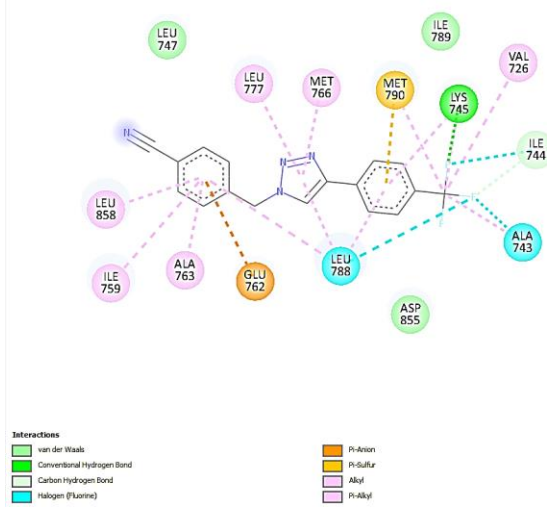 LEU
747
ILE
789
VAL
726
LEU
777
MET
766
MET
790
LYS
745
ILE
744
N
N
N
N
LEU
858
ILE
759
ALA
763
GLU
762
LEU
788
ALA
743
ASP
855
Interactions
van der Waals
Conventional Hydrogen Bond
Carbon Hydrogen Bond
Halogen (Fluorine)
Pi-Anion
Pi-Sulfur
Alkyl
Pi-Alkyl